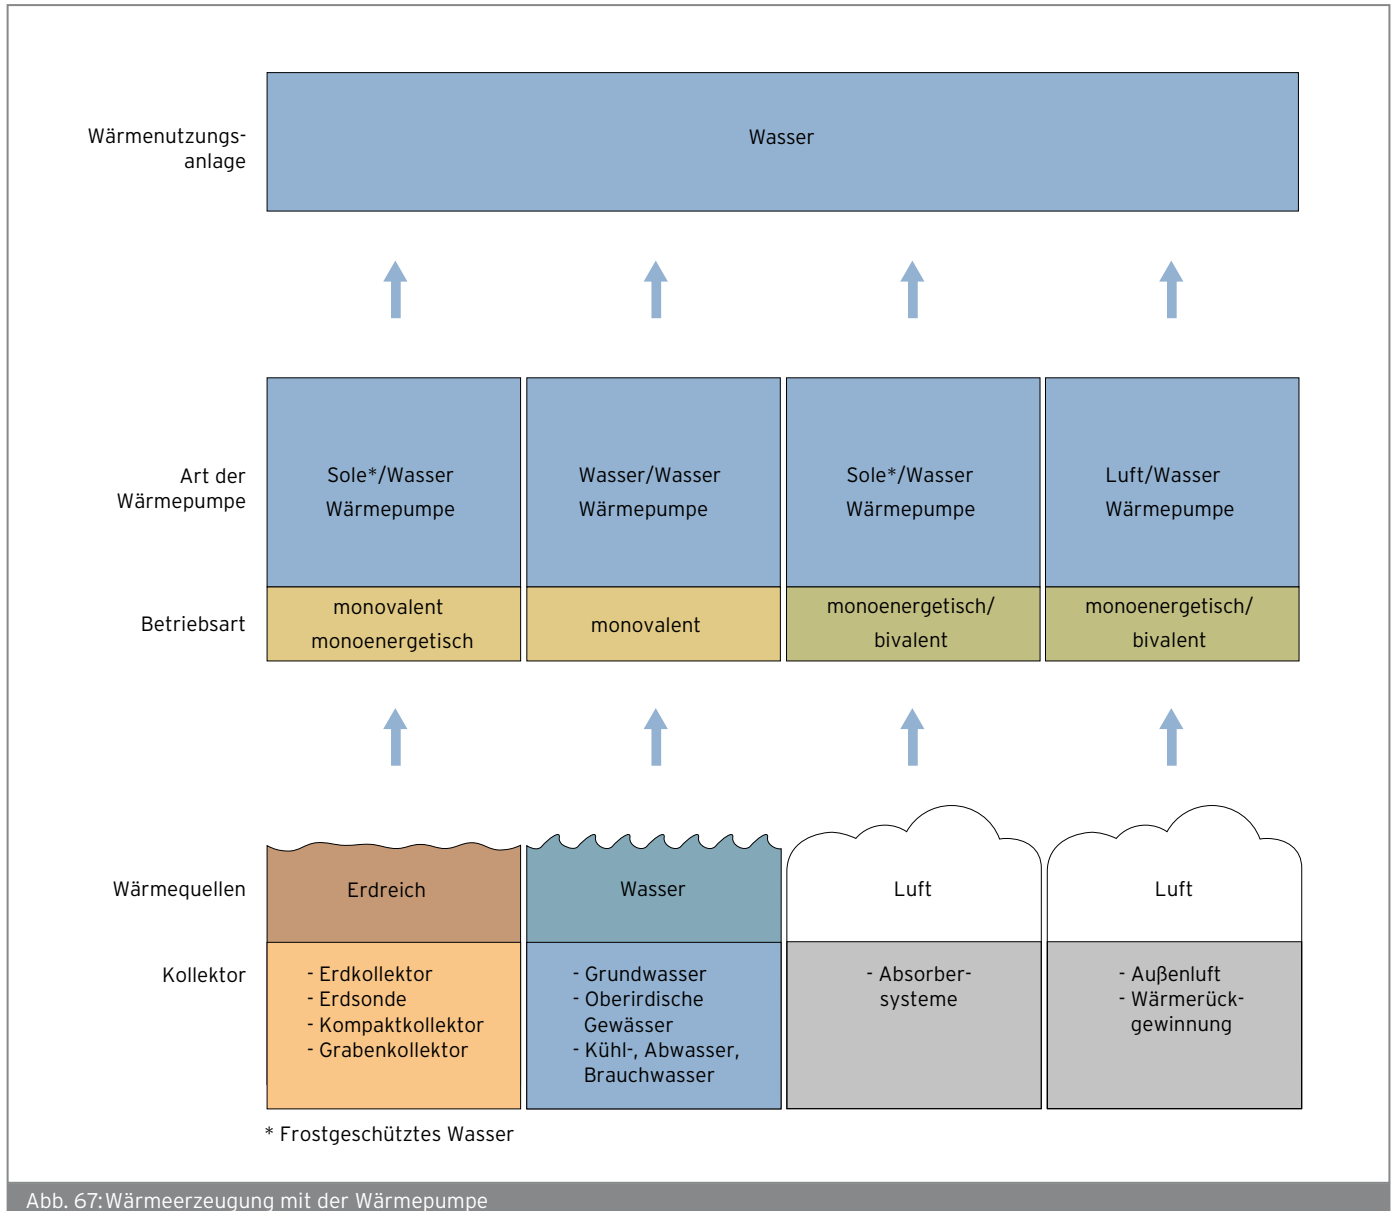 Wärmenutzungs-
anlage
Wasser
Art der
Wärmepumpe
Sole*/Wasser
Wärmepumpe
Wasser/Wasser
Wärmepumpe
Sole*/Wasser
Wärmepumpe
Luft/Wasser
Wärmepumpe
Betriebsart
monovalent
monoenergetisch
monovalent
monoenergetisch/
bivalent
monoenergetisch/
bivalent
Wärmequellen
Erdreich
Wasser
Luft
Luft
Kollektor
- Erdkollektor
- Erdsonde
- Kompaktkollektor
- Grabenkollektor
- Grundwasser
- Oberirdische
Gewässer
- Kühl-, Abwasser,
Brauchwasser
- Absorber-
systeme
- Außenluft
- Wärmerück-
gewinnung
* Frostgeschütztes Wasser
Abb. 67:Wärmeerzeugung mit der Wärmepumpe